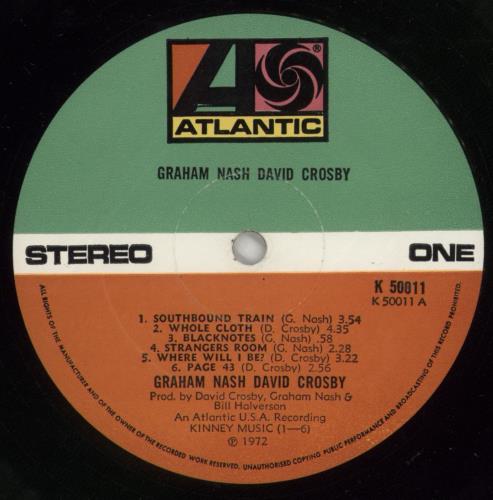 ATLANTIC
®
GRAHAM NASH DAVID CROSBY
STEREO
ONE
K 50011
K 50011 A
1. SOUTHBOUND TRAIN (G. Nash) 3.54
2. WHOLE CLOTH (D. Crosby) 4.35
3. BLACKNOTES (G. Nash) .58
4. STRANGERS ROOM (G. Nash) 2.28
5. WHERE WILL I BE? (D. Crosby) 3.22
6. PAGE 43 (D. Crosby) 2.56
GRAHAM NASH DAVID CROSBY
Prod. by David Crosby, Graham Nash &
Bill Halverson
An Atlantic U.S.A. Recording
KINNEY MUSIC (1—6)
℗ 1972
ALL RIGHTS OF THE MANUFACTURER AND OF THE OWNER OF THE RECORDED WORK RESERVED. UNAUTHORISED COPYING PUBLIC PERFORMANCE AND BROADCASTING OF THIS RECORD PROHIBITED.